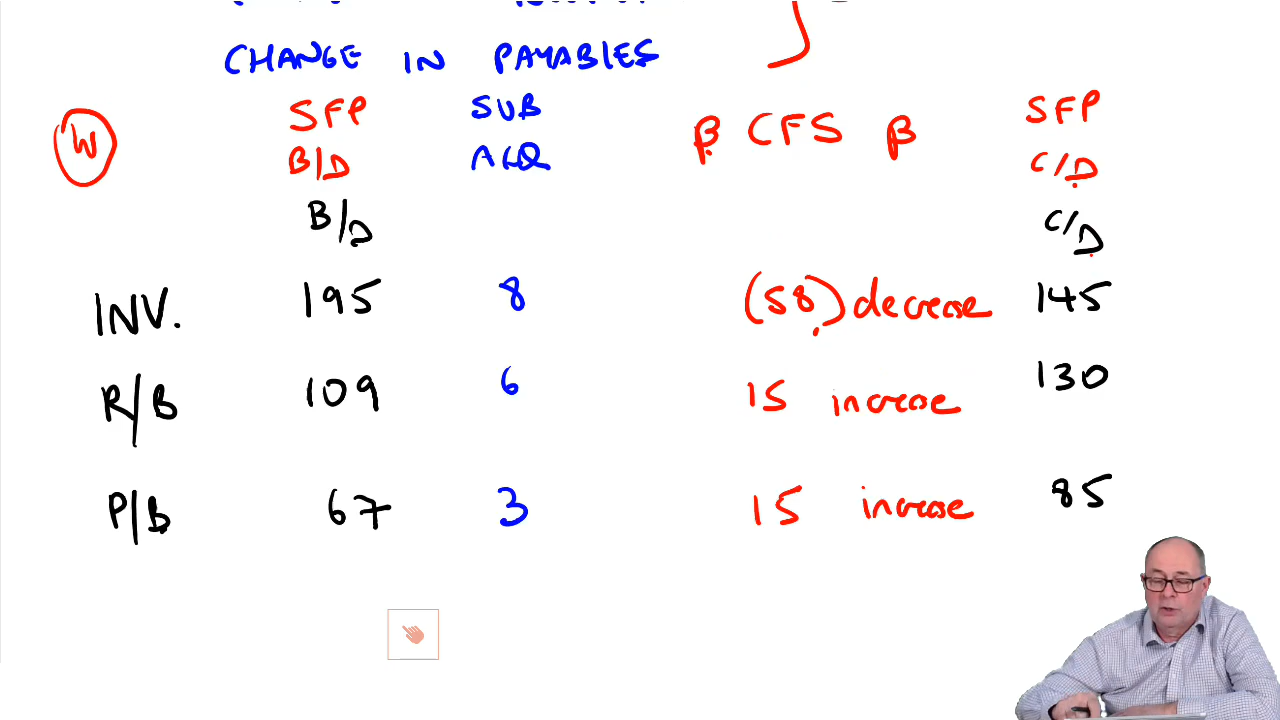 CHANGE IN PAYABLES
W SFP SUB β CFS β SFP
B/D ACQ C/D
B/D C/D
INV. 195 8 (58) decrease 145
R/B 109 6 15 increase 130
P/B 67 3 15 increase 85